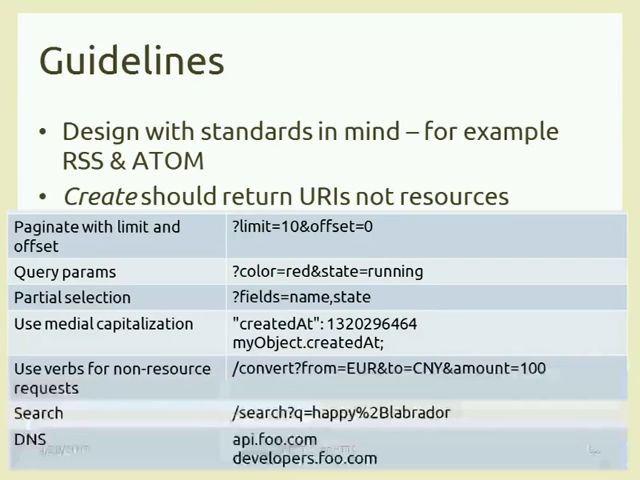 Guidelines
• Design with standards in mind – for example
RSS & ATOM
• Create should return URIs not resources
Paginate with limit and
offset
?limit=10&offset=0
Query params
?color=red&state=running
Partial selection
?fields=name,state
Use medial capitalization
"createdAt": 1320296464
myObject.createdAt;
Use verbs for non-resource
requests
/convert?from=EUR&to=CNY&amount=100
Search
/search?q=happy%2Blabrador
DNS
api.foo.com
developers.foo.com